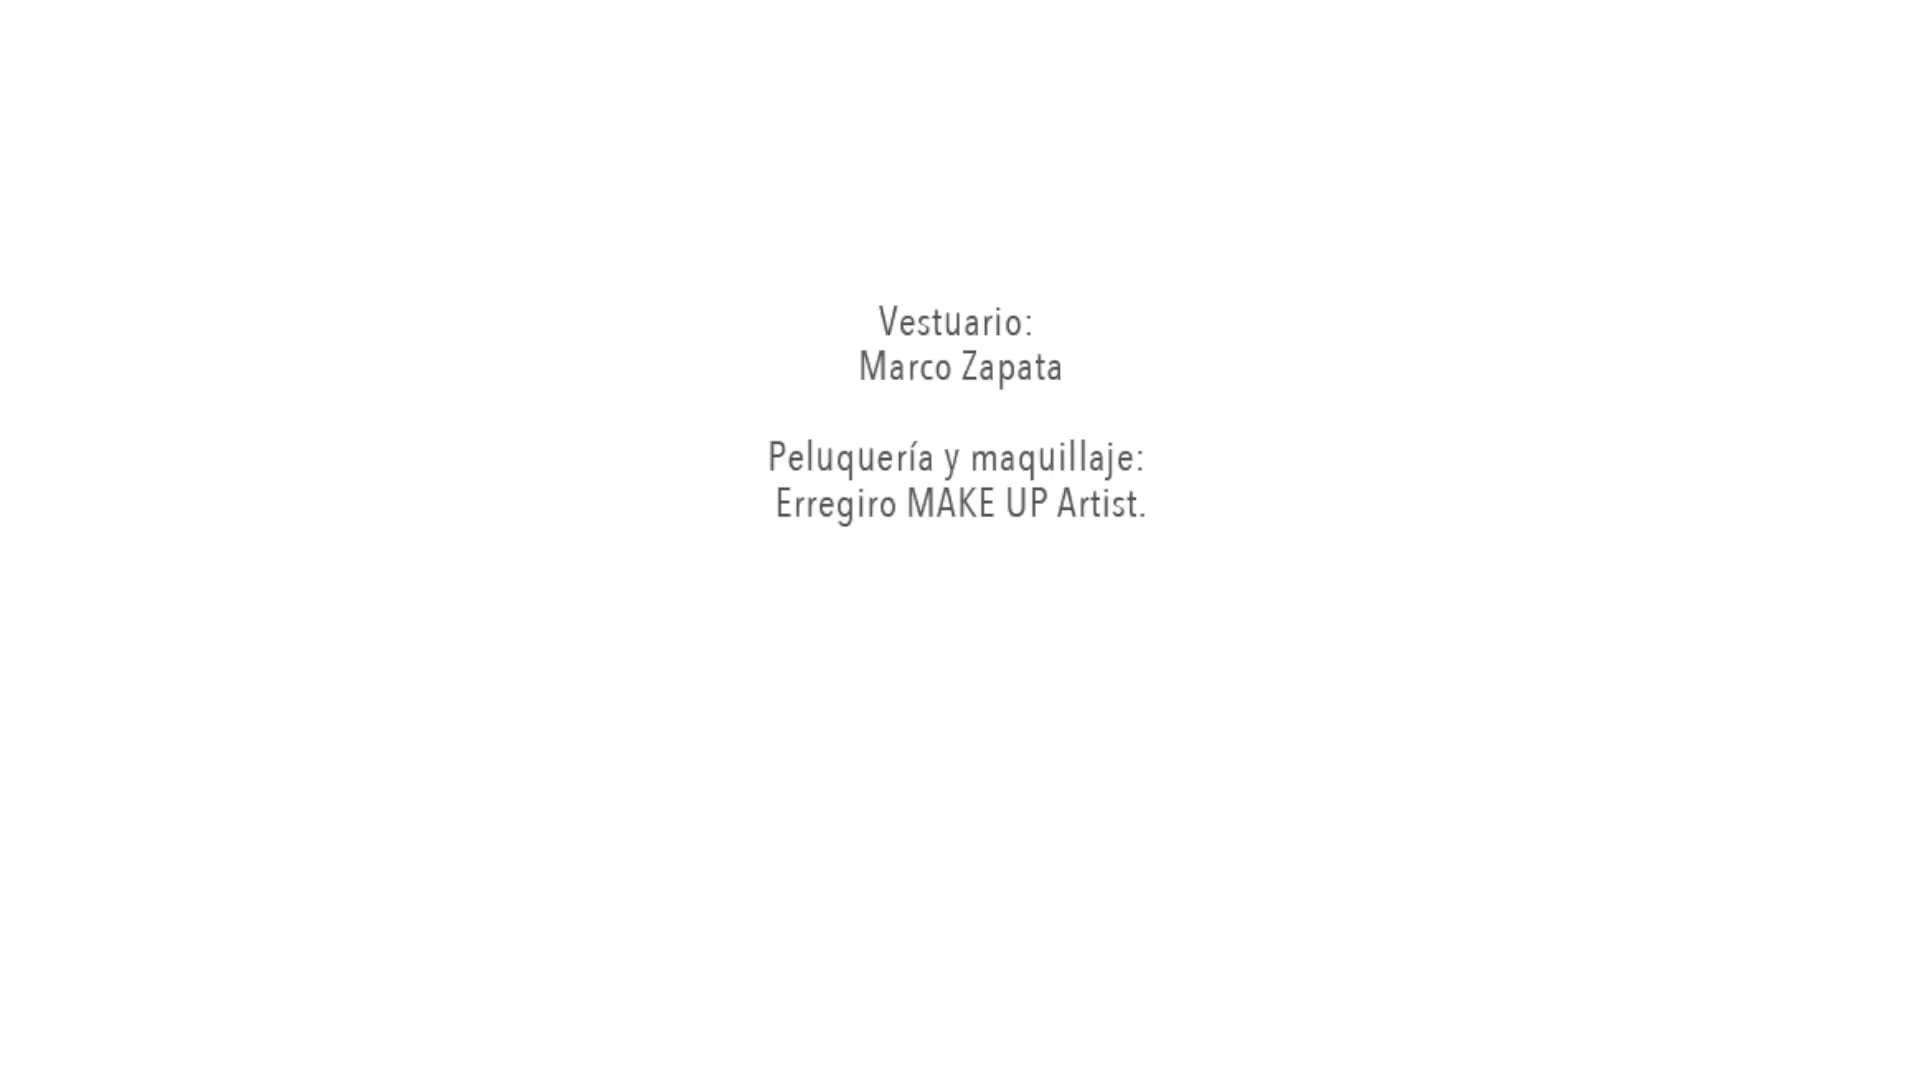 Vestuario:
Marco Zapata
Peluquería y maquillaje:
Erregiro MAKE UP Artist.